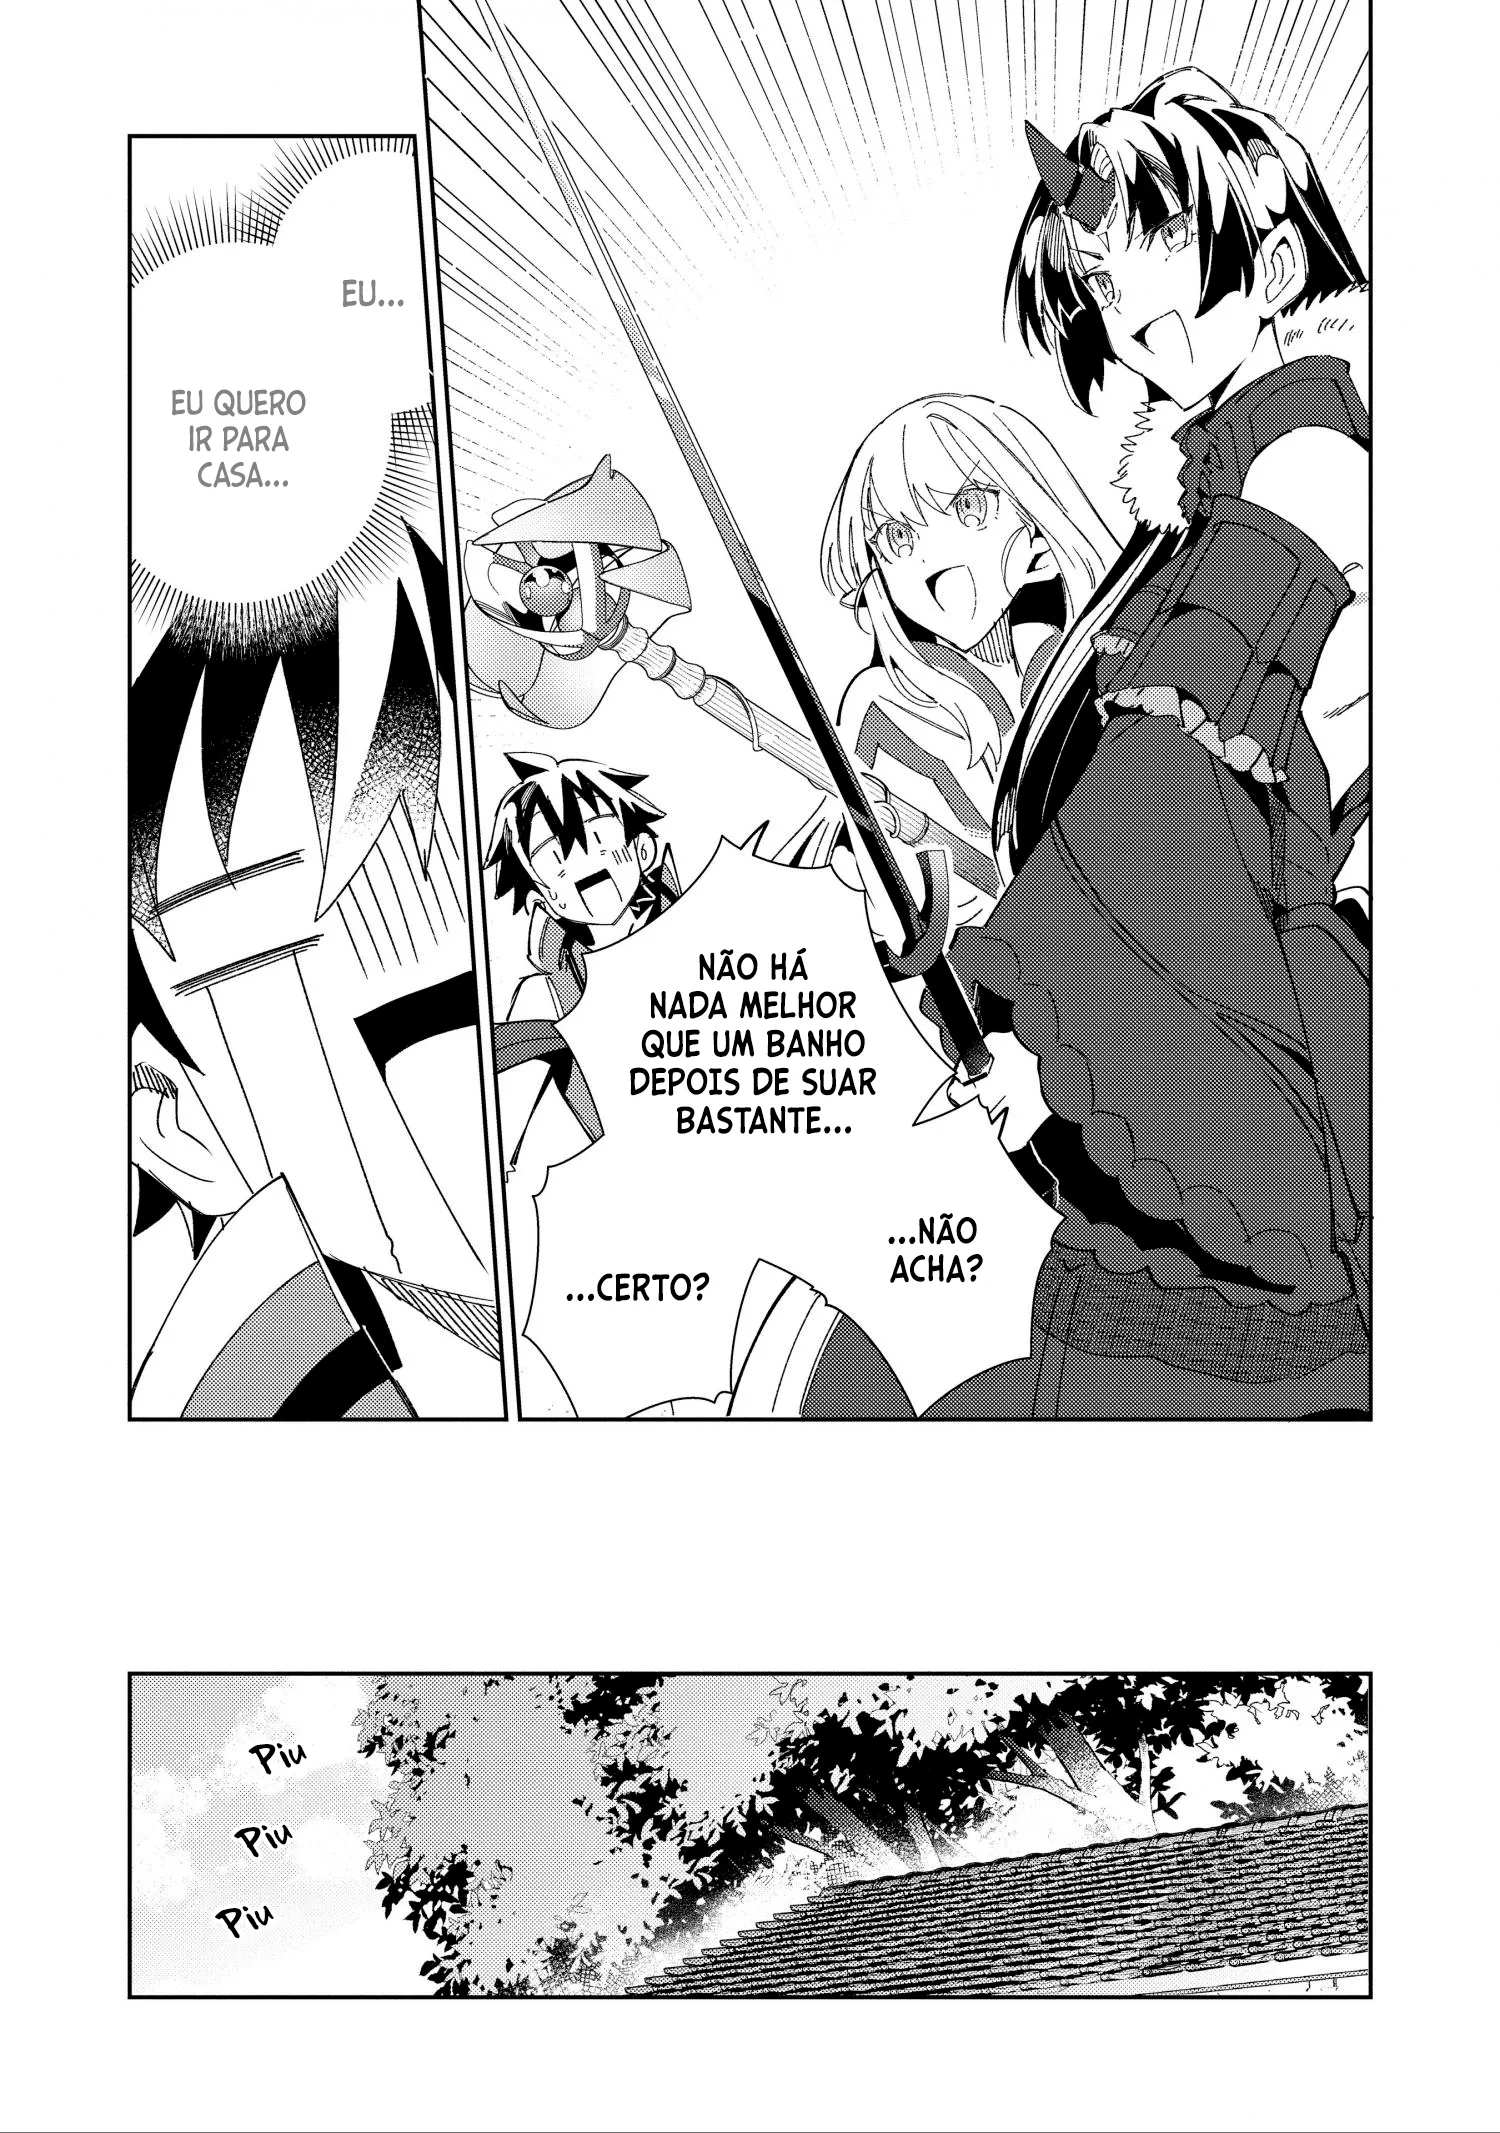 NÃO HÁ
NADA MELHOR
QUE UM BANHO
DEPOIS DE SUAR
BASTANTE...
...NÃO
ACHA?
...CERTO?
EU...
EU QUERO
IR PARA
CASA...
Piu
Piu
Piu